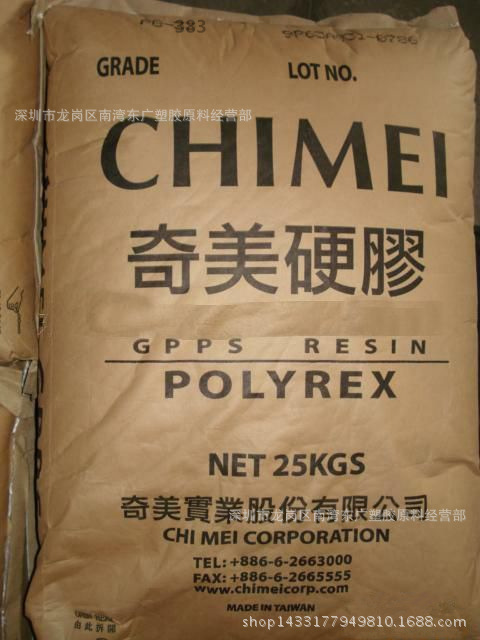 PG-383
383
GRADE
LOT NO.
深圳市龙岗区南湾东广塑胶原料经营部
CHIMEI
奇美硬膠
GPPS RESIN
POLYREX
NET 25KGS
奇美實業股份有限公司
深圳市龙岗区南湾东广塑胶原料经营部
CHI MEI CORPORATION
TEL: +886-6-2663000
FAX: +886-6-2665555
www.chimeicorp.com
MADE IN TAIWAN
由此拆開
shop1433177949810.1688.com